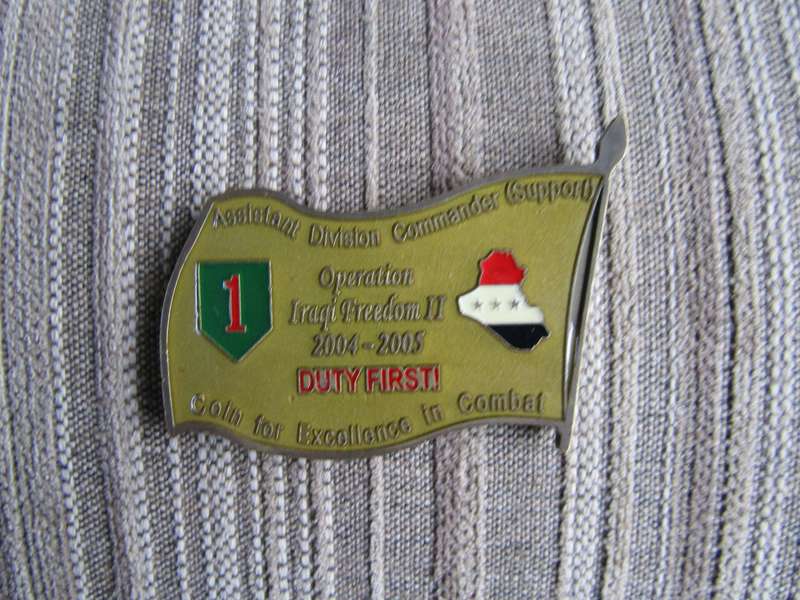 Assistant Division Commander (Support)
1
Operation
Iraqi Freedom II
2004-2005
DUTY FIRST!
Coin for Excellence in Combat